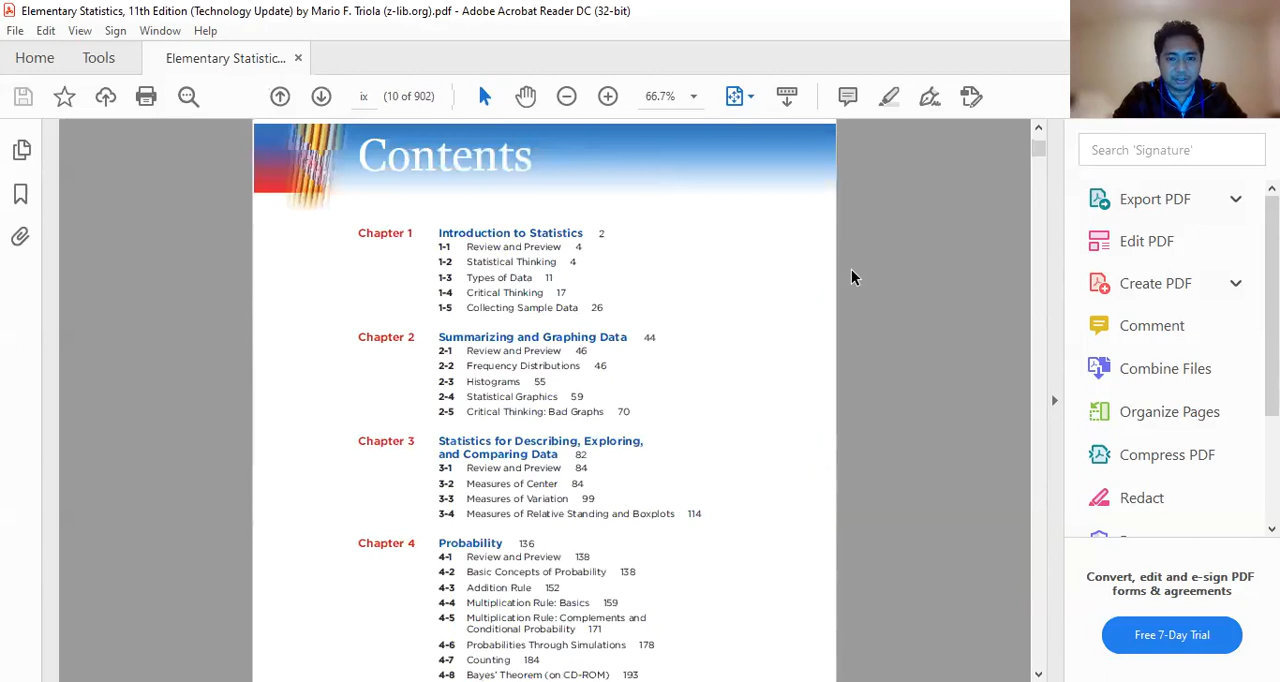 Elementary Statistics, 11th Edition (Technology Update) by Mario F. Triola (z-lib.org).pdf - Adobe Acrobat Reader DC (32-bit)
File Edit View Sign Window Help
Home Tools Elementary Statistic... ×
ix (10 of 902) 66.7%
Search 'Signature'
Export PDF
Edit PDF
Create PDF
Comment
Combine Files
Organize Pages
Compress PDF
Redact
Convert, edit and e-sign PDF
forms & agreements
Free 7-Day Trial
Contents
Chapter 1 Introduction to Statistics 2
1-1 Review and Preview 4
1-2 Statistical Thinking 4
1-3 Types of Data 11
1-4 Critical Thinking 17
1-5 Collecting Sample Data 26
Chapter 2 Summarizing and Graphing Data 44
2-1 Review and Preview 46
2-2 Frequency Distributions 46
2-3 Histograms 55
2-4 Statistical Graphics 59
2-5 Critical Thinking: Bad Graphs 70
Chapter 3 Statistics for Describing, Exploring,
and Comparing Data 82
3-1 Review and Preview 84
3-2 Measures of Center 84
3-3 Measures of Variation 99
3-4 Measures of Relative Standing and Boxplots 114
Chapter 4 Probability 136
4-1 Review and Preview 138
4-2 Basic Concepts of Probability 138
4-3 Addition Rule 152
4-4 Multiplication Rule: Basics 159
4-5 Multiplication Rule: Complements and
Conditional Probability 171
4-6 Probabilities Through Simulations 178
4-7 Counting 184
4-8 Bayes' Theorem (on CD-ROM) 193